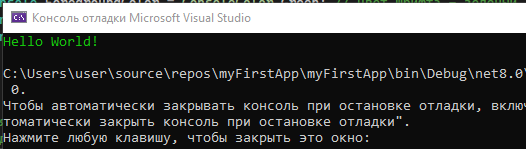 Консоль отладки Microsoft Visual Studio
Hello World!
C:\Users\user\source\repos\myFirstApp\myFirstApp\bin\Debug\net8.0\
0.
Чтобы автоматически закрывать консоль при остановке отладки, вклю
томатически закрыть консоль при остановке отладки".
Нажмите любую клавишу, чтобы закрыть это окно: